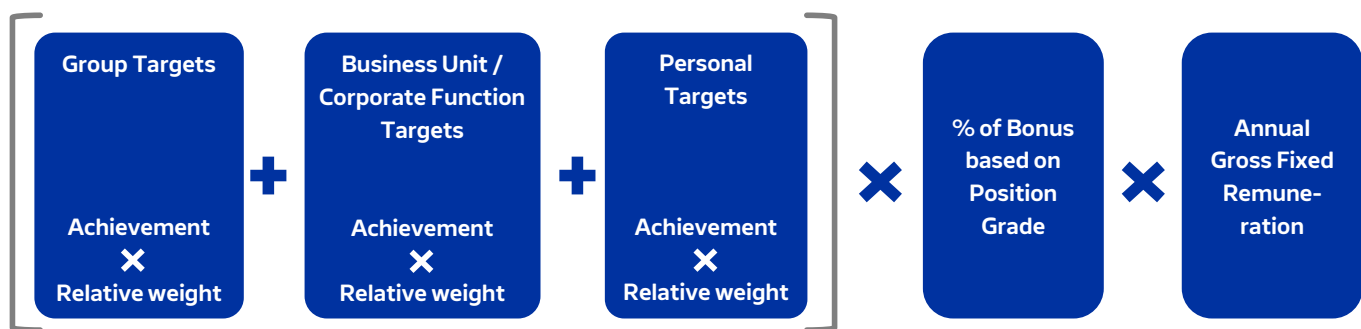 Group Targets
Achievement
×
Relative weight
+
Business Unit /
Corporate Function
Targets
Achievement
×
Relative weight
+
Personal
Targets
Achievement
×
Relative weight
×
% of Bonus
based on
Position
Grade
×
Annual
Gross Fixed
Remune-
ration